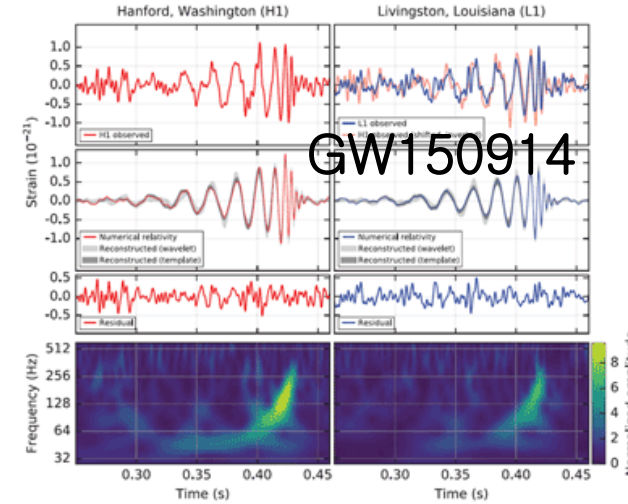 Hanford, Washington (H1)
Livingston, Louisiana (L1)
Strain (10⁻²¹)
1.0
0.5
0.0
-0.5
-1.0
H1 observed
L1 observed
H1 observed
GW150914
1.0
0.5
0.0
-0.5
-1.0
Numerical relativity
Reconstructed (wavelet)
Reconstructed (template)
Numerical relativity
Reconstructed (wavelet)
Reconstructed (template)
0.5
0.0
-0.5
Residual
Residual
Frequency (Hz)
512
256
128
64
32
8
6
4
2
0
0.30
0.35
0.40
0.45
0.30
0.35
0.40
0.45
Time (s)
Time (s)